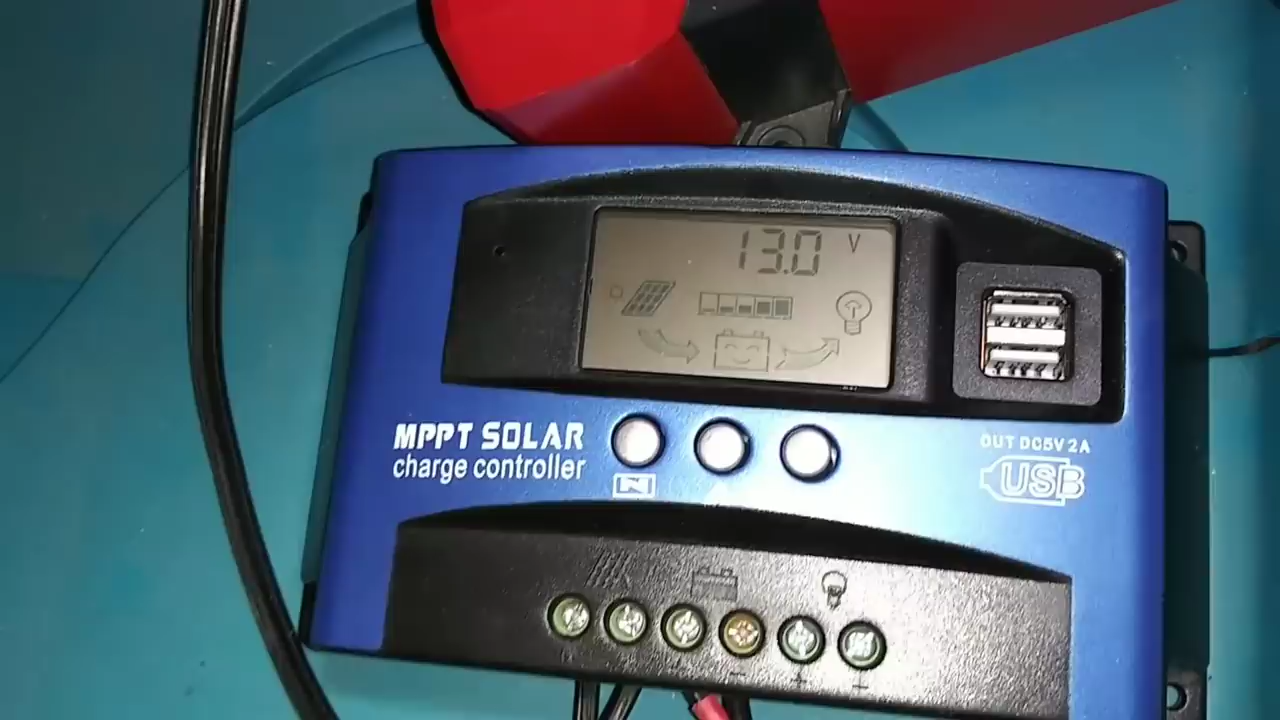 13.0 V
MPPT SOLAR
charge controller
OUT DC5V 2A
USB